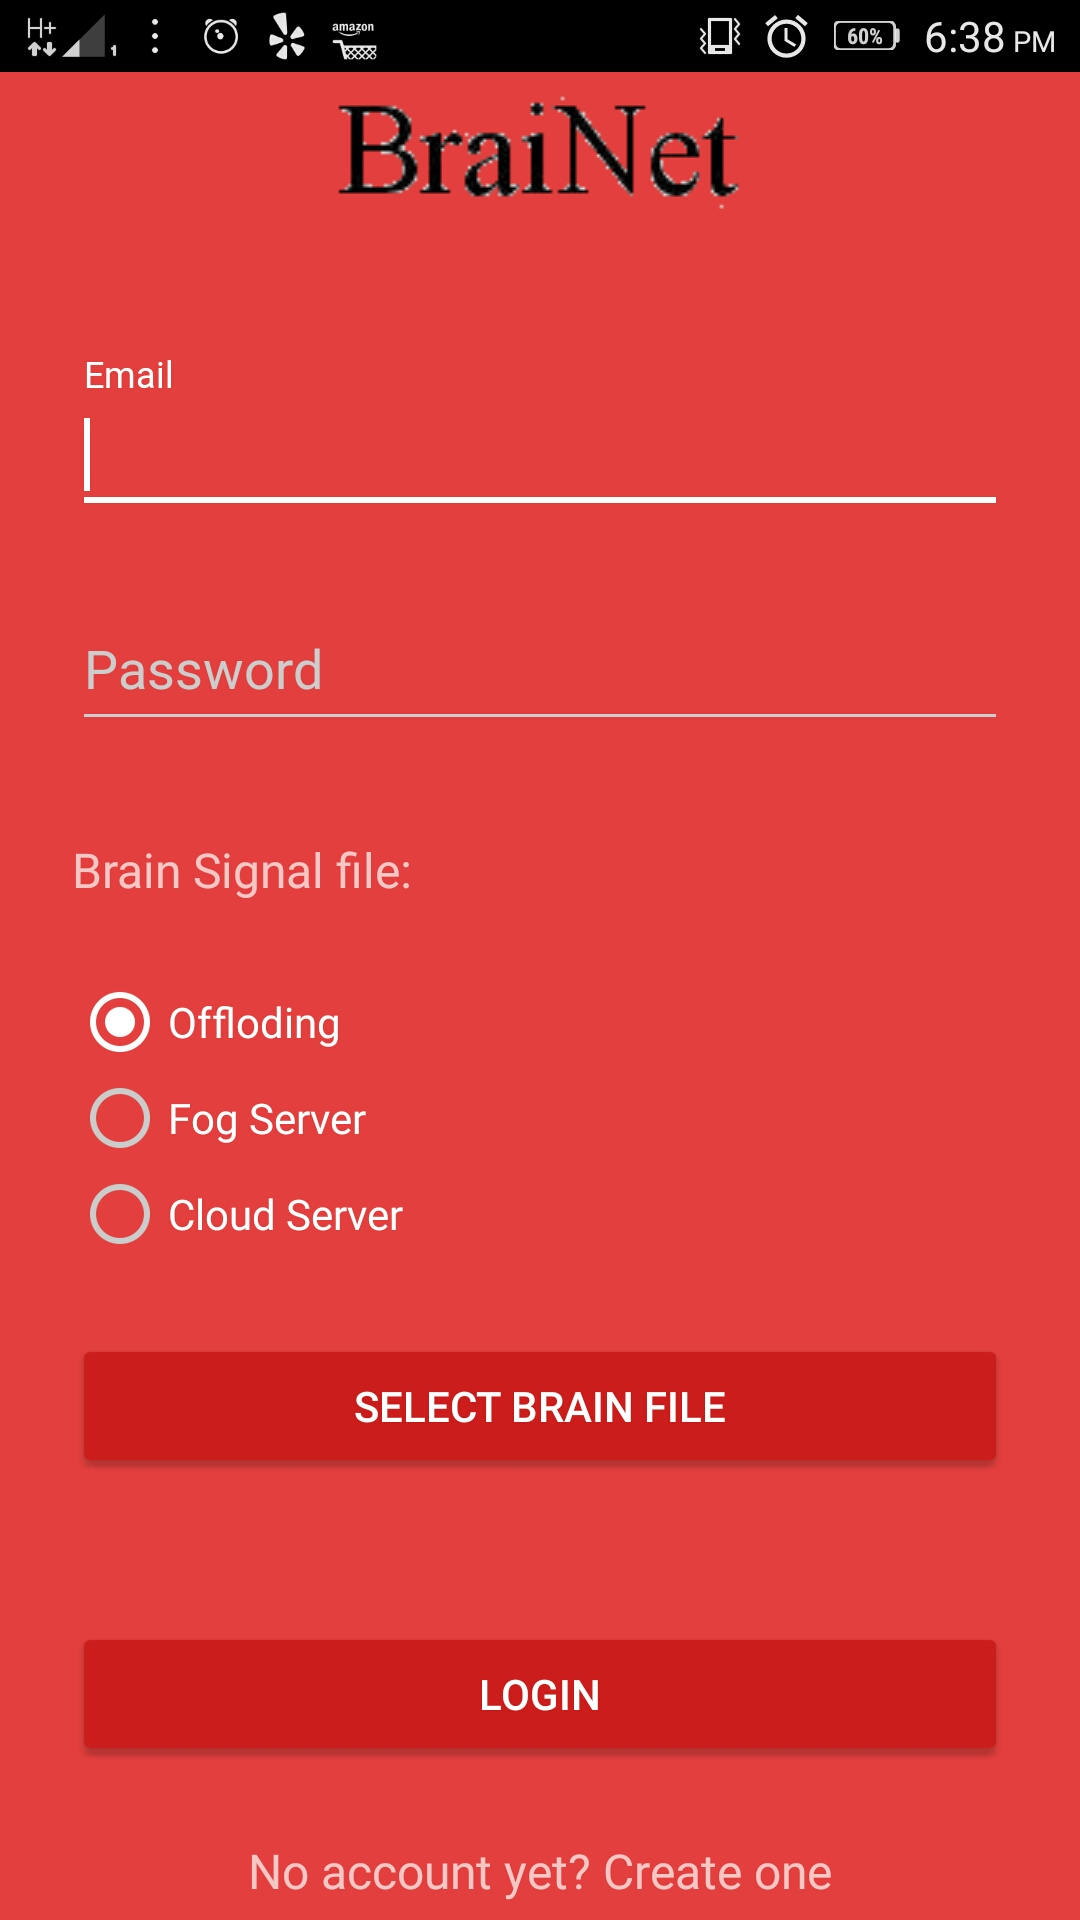 H+ 1 amazon 60% 6:38 PM
BraiNet
Email
Password
Brain Signal file:
Offloding
Fog Server
Cloud Server
SELECT BRAIN FILE
LOGIN
No account yet? Create one